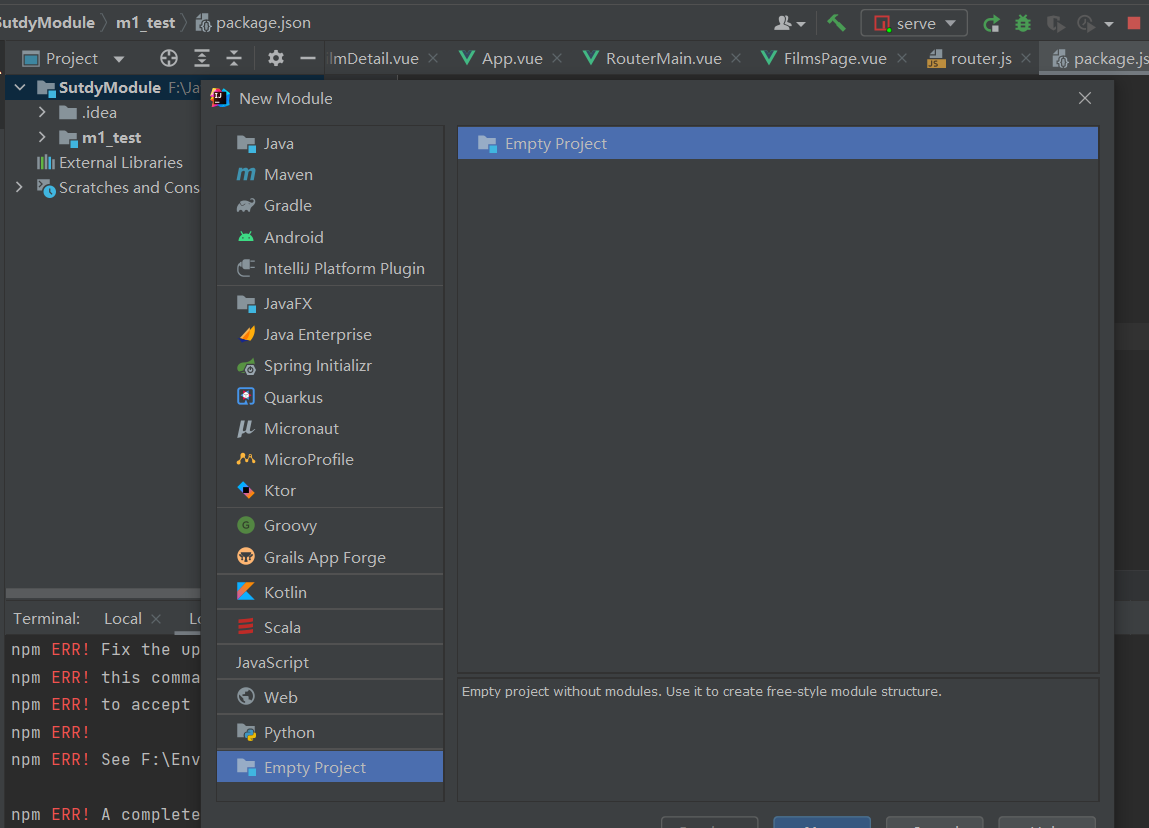 SutdyModule m1_test package.json serve
Project lmDetail.vue App.vue RouterMain.vue FilmsPage.vue router.js package.js
SutdyModule F:\Ja
.idea
m1_test
External Libraries
Scratches and Cons
New Module
Java
Maven
Gradle
Android
IntelliJ Platform Plugin
JavaFX
Java Enterprise
Spring Initializr
Quarkus
Micronaut
MicroProfile
Ktor
Groovy
Grails App Forge
Kotlin
Scala
JavaScript
Web
Python
Empty Project
Empty Project
Empty project without modules. Use it to create free-style module structure.
Terminal: Local Lo
npm ERR! Fix the up
npm ERR! this comma
npm ERR! to accept
npm ERR!
npm ERR! See F:\Env
npm ERR! A complete